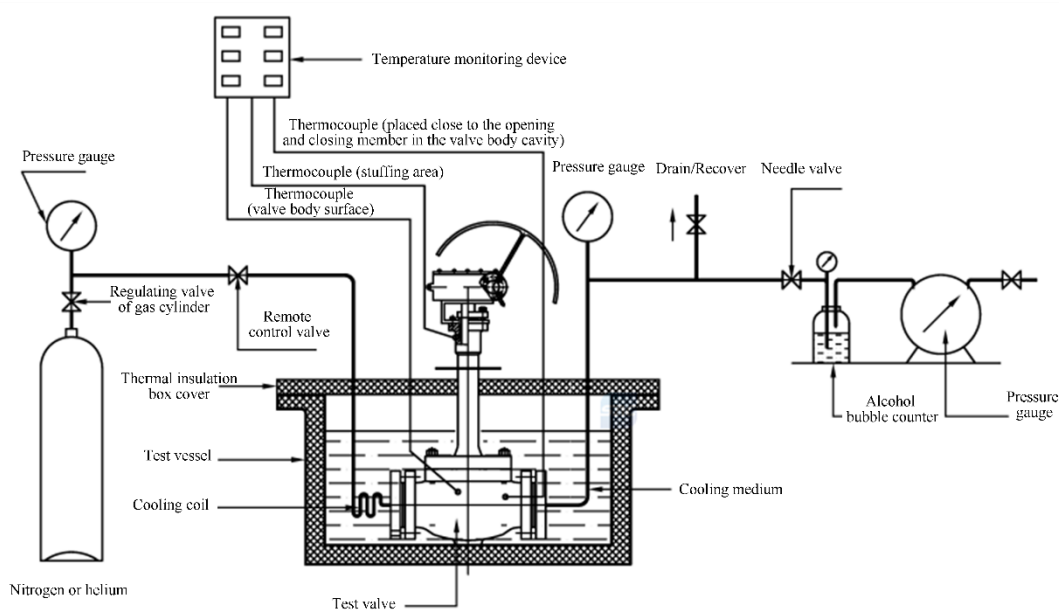 Temperature monitoring device
Thermocouple (placed close to the opening
and closing member in the valve body cavity)
Pressure gauge
Thermocouple (stuffing area)
Thermocouple
(valve body surface)
Pressure gauge
Drain/Recover
Needle valve
Regulating valve
of gas cylinder
Remote
control valve
Thermal insulation
box cover
Alcohol
bubble counter
Pressure
gauge
Test vessel
Cooling coil
Cooling medium
Nitrogen or helium
Test valve